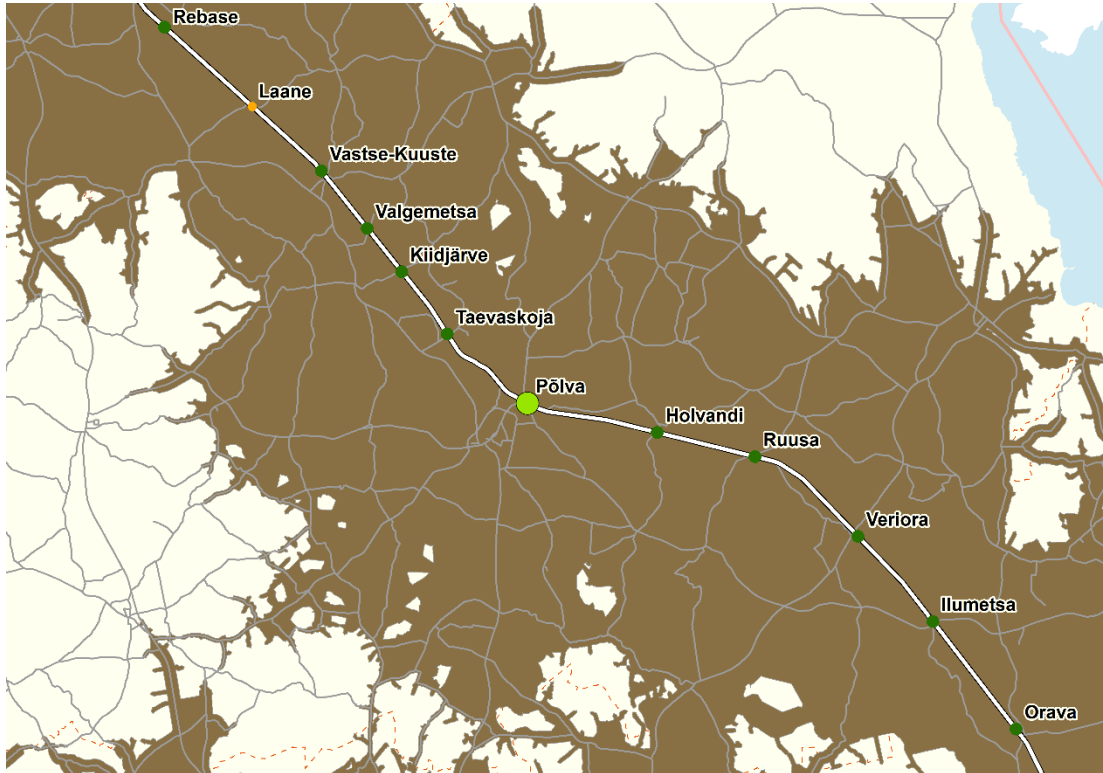 Rebase
Laane
Vastse-Kuuste
Valgemetsa
Kiidjärve
Taevaskoja
Põlva
Holvandi
Ruusa
Veriora
Ilumetsa
Orava